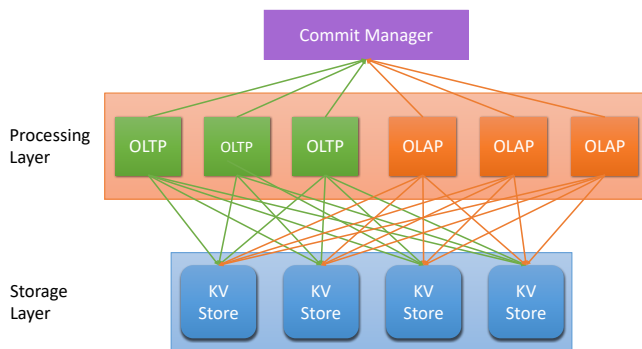 Commit Manager
Processing
Layer
OLTP
OLTP
OLTP
OLAP
OLAP
OLAP
Storage
Layer
KV
Store
KV
Store
KV
Store
KV
Store